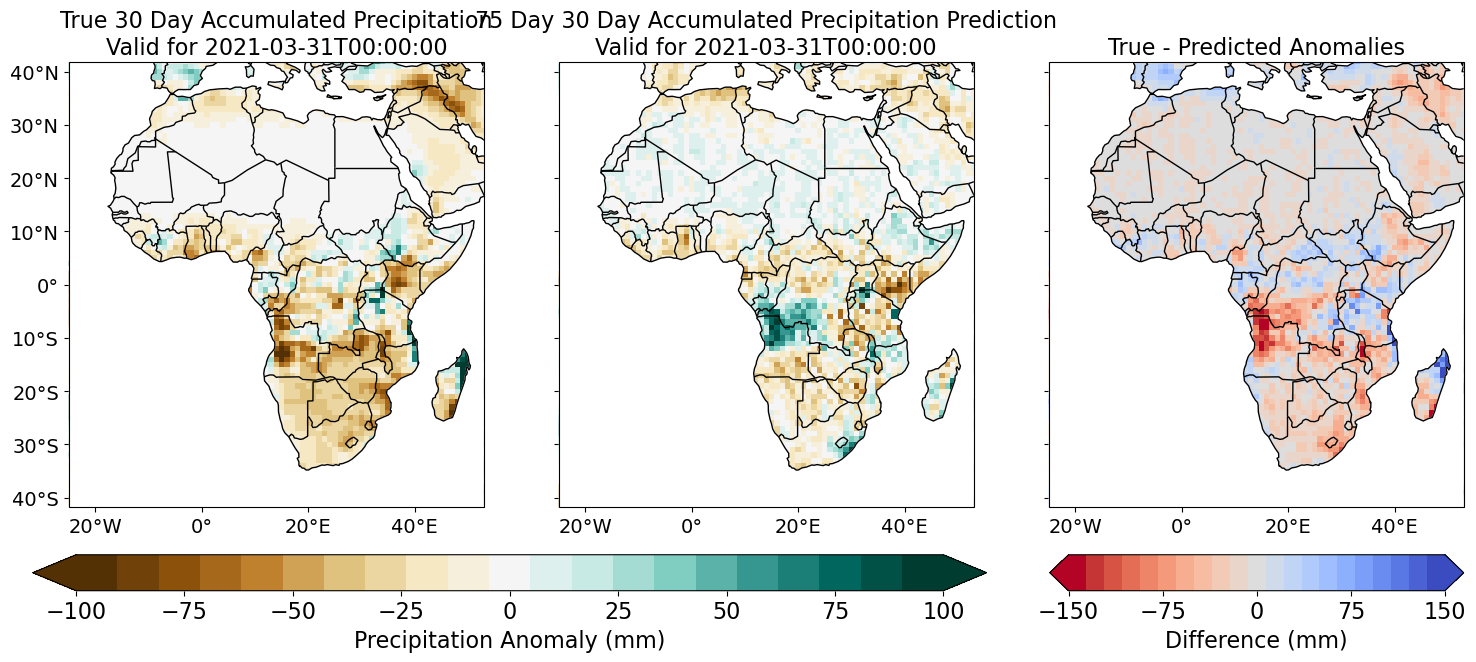 True 30 Day Accumulated Precipitation
Valid for 2021-03-31T00:00:00
75 Day 30 Day Accumulated Precipitation Prediction
Valid for 2021-03-31T00:00:00
True - Predicted Anomalies
40°N
30°N
20°N
10°N
0°
10°S
20°S
30°S
40°S
20°W 0° 20°E 40°E
20°W 0° 20°E 40°E
20°W 0° 20°E 40°E
−100 −75 −50 −25 0 25 50 75 100
Precipitation Anomaly (mm)
−150 −75 0 75 150
Difference (mm)